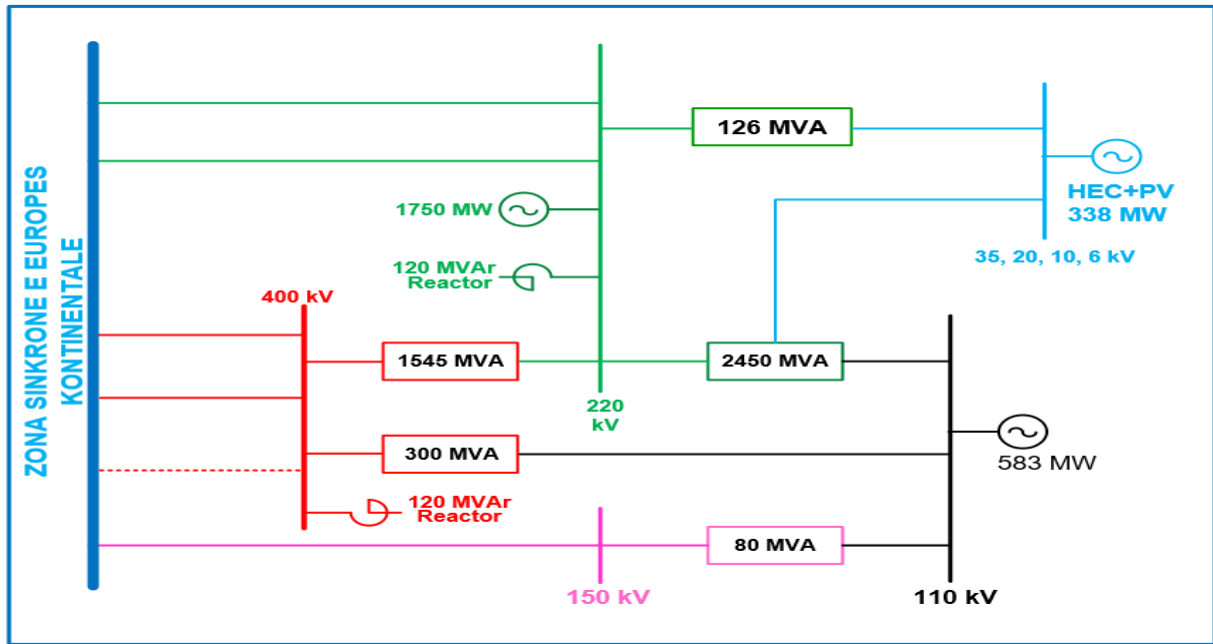 ZONA SINKRONE E EUROPES
KONTINENTALE
126 MVA
HEC+PV
338 MW
35, 20, 10, 6 kV
1750 MW
120 MVAr
Reactor
400 kV
1545 MVA
2450 MVA
220
kV
300 MVA
583 MW
120 MVAr
Reactor
80 MVA
150 kV
110 kV